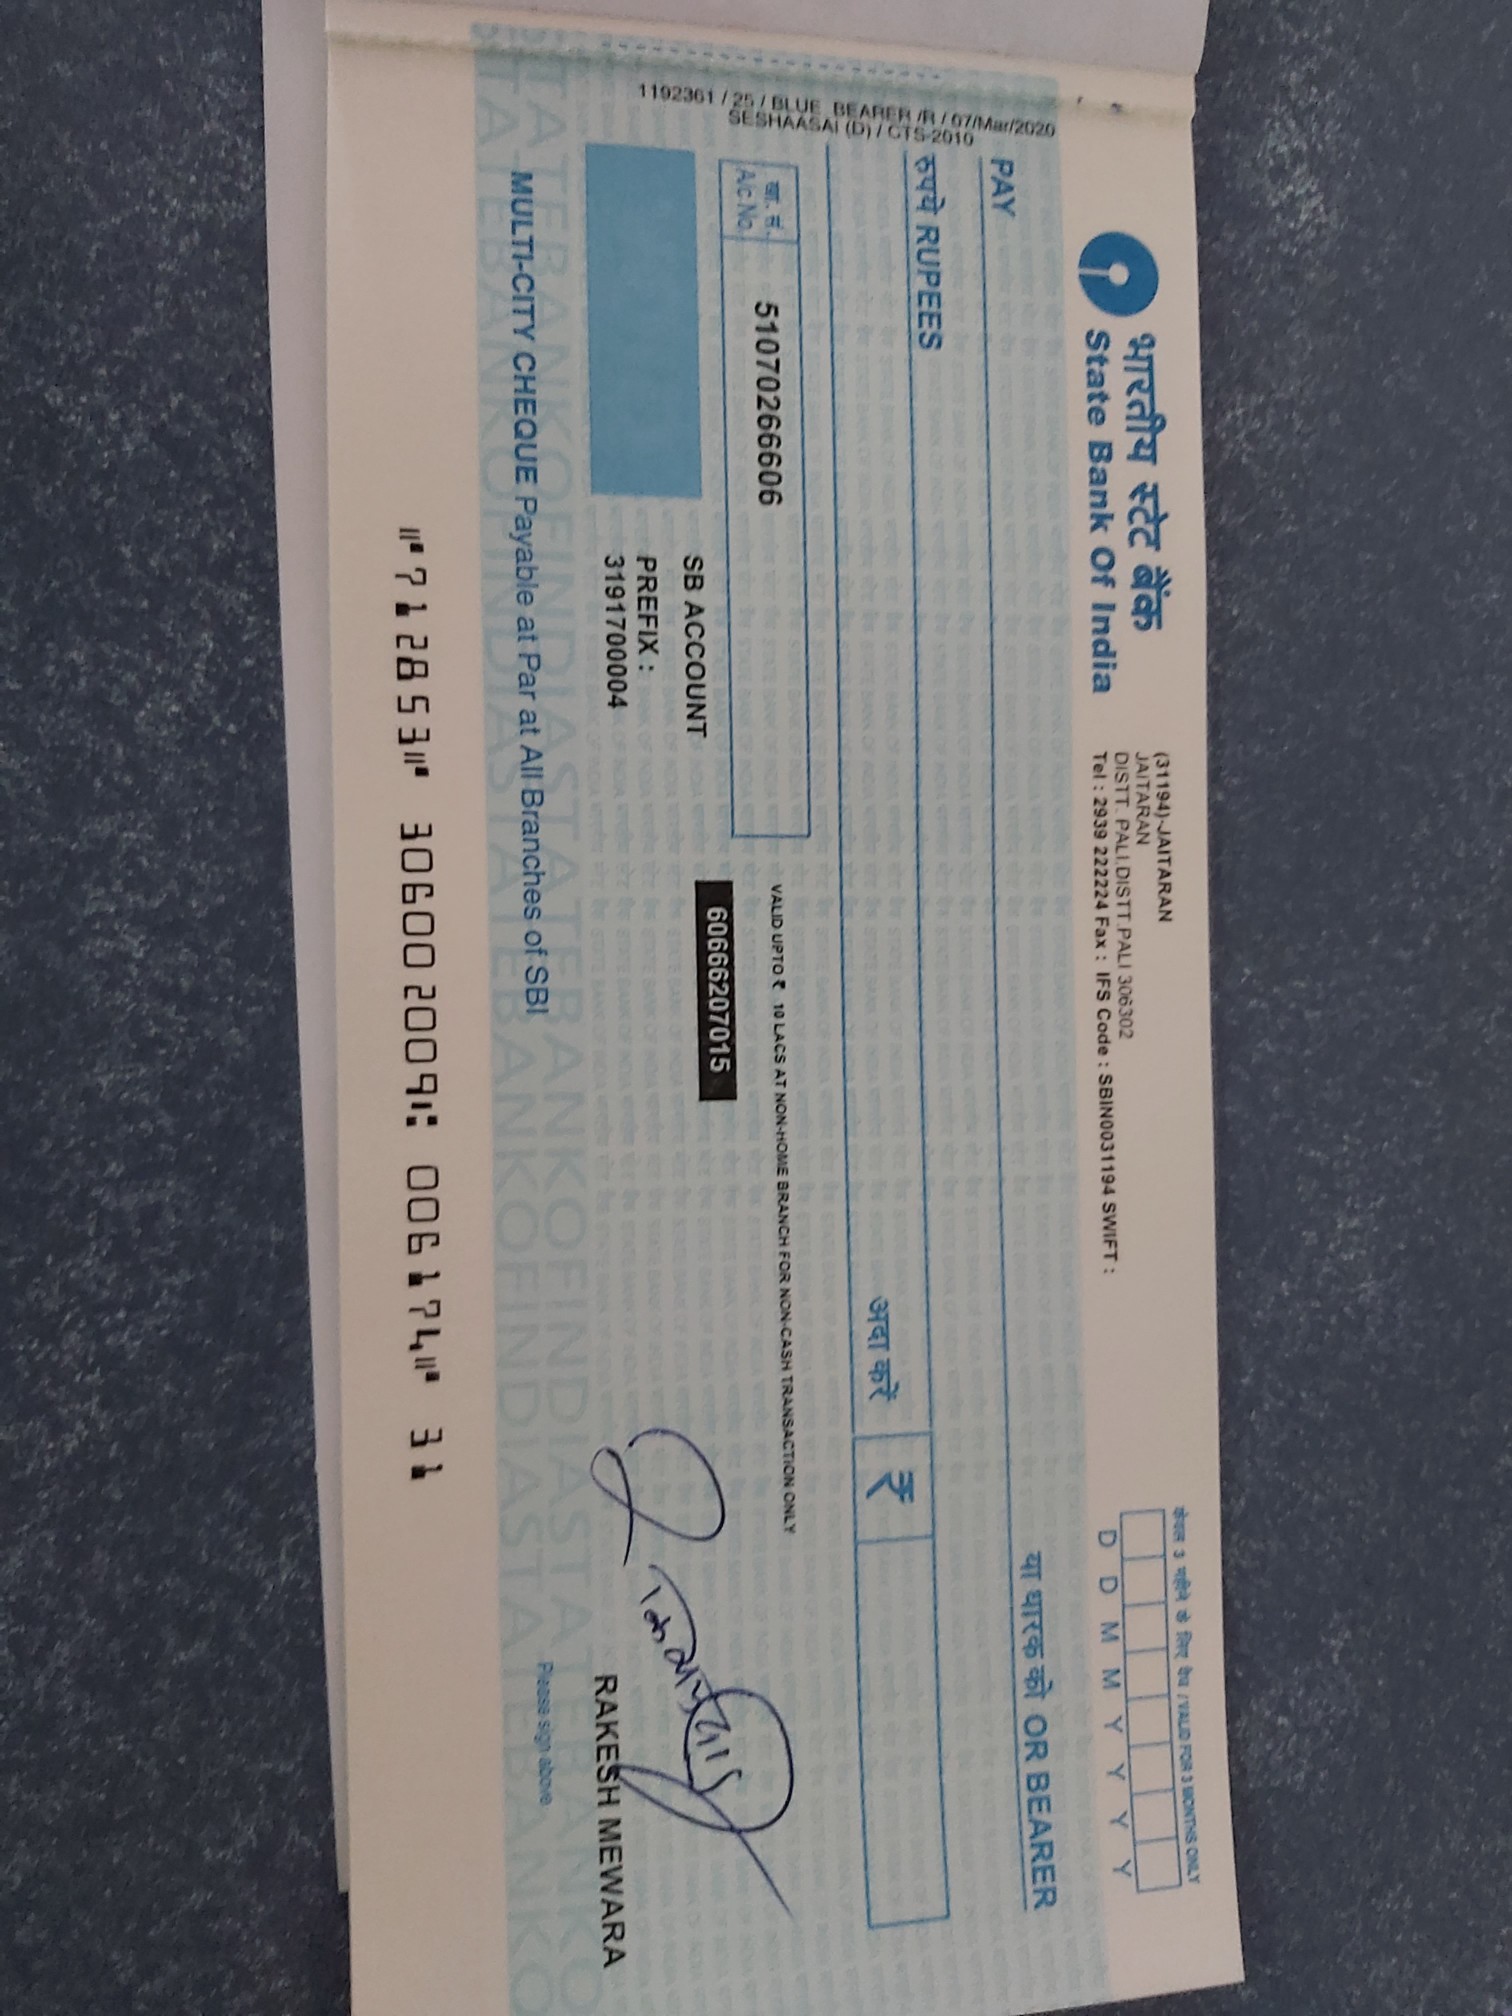 भारतीय स्टेट बैंक
State Bank Of India
(31194)-JAITARAN
JAITARAN
DISTT. PALI,DISTT.PALI 306302
Tel : 2939 222224 Fax : IFS Code : SBIN0031194 SWIFT :
केवल 3 महीने के लिए वैध / VALID FOR 3 MONTHS ONLY
D D M M Y Y Y Y
PAY
या धारक को OR BEARER
रुपये RUPEES
अदा करें
₹
खा. सं.
A/c No.
51070266606
VALID UPTO ₹ 10 LACS AT NON-HOME BRANCH FOR NON-CASH TRANSACTION ONLY
SB ACCOUNT
60666207015
PREFIX :
3191700004
RAKESH MEWARA
MULTI-CITY CHEQUE Payable at Par at All Branches of SBI
Please sign above
1192361 / 25 / BLUE_BEARER /R / 07/Mar/2020
SESHAASAI (D) / CTS-2010
⑈712853⑈ 306002009⑆ 006174⑈ 31